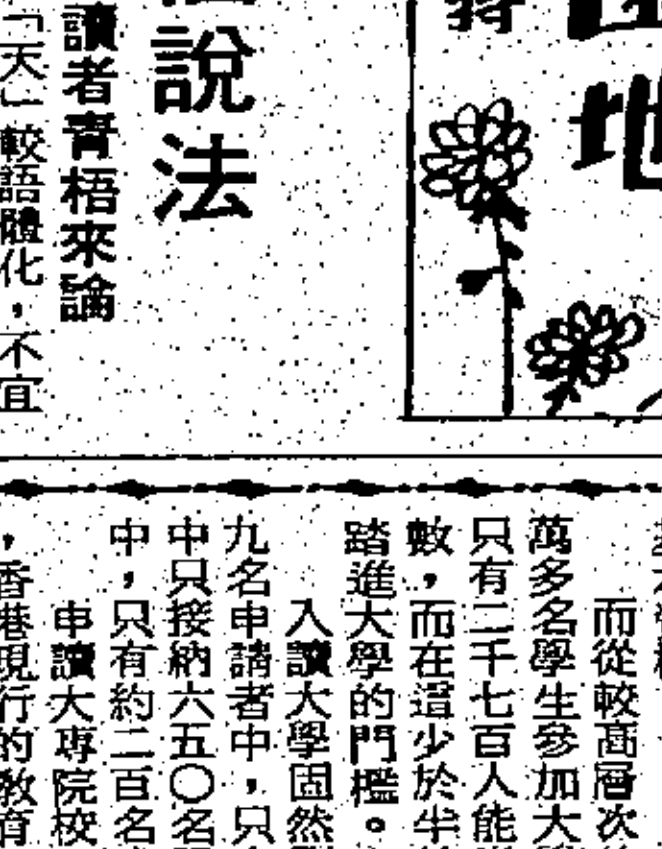 地
說法
讀者青梧來論
「天」較語體化，不宜
而從較高層次
萬多名學生參加大
只有二千七百人能
數，而在這少於半
踏進大學的門檻。
入讀大學固然
九名申請者中，只
中只接納六五〇名
中，只有約二百名
申讀大專院校
，香港現行的教育